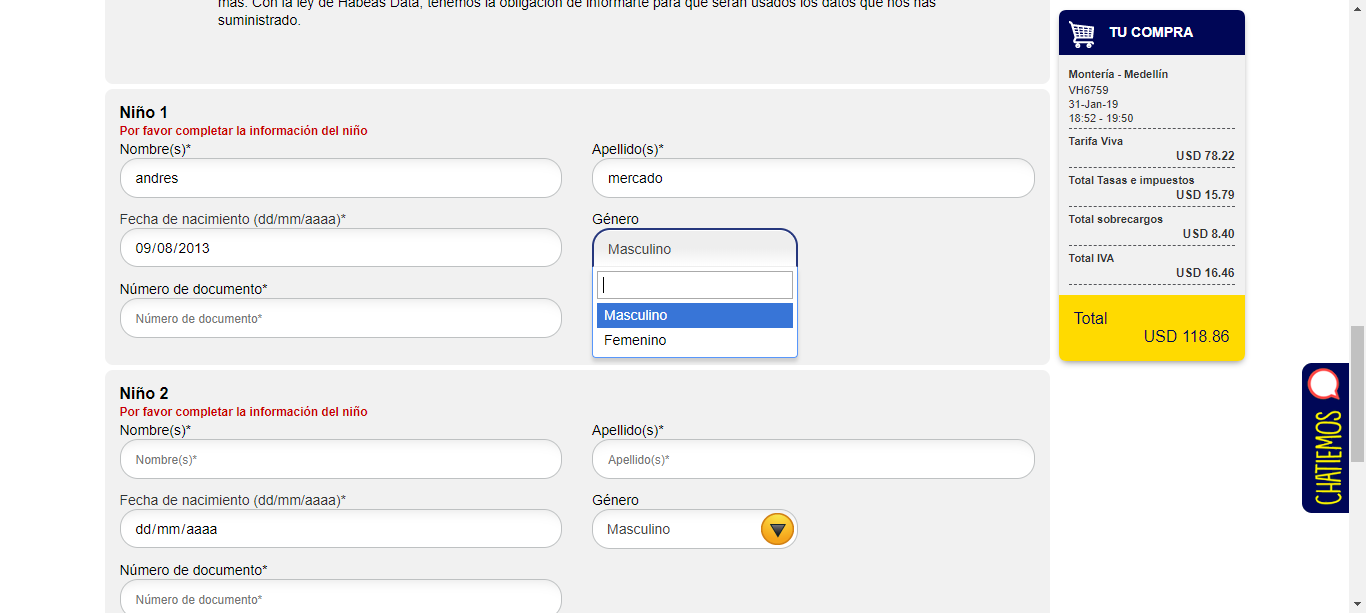 más. Con la ley de Habeas Data, tenemos la obligación de informarte para qué serán usados los datos que nos has
suministrado.
Niño 1
Por favor completar la información del niño
Nombre(s)* Apellido(s)*
andres mercado
Fecha de nacimiento (dd/mm/aaaa)* Género
09/08/2013 Masculino
Número de documento*
Masculino
Número de documento*
Femenino
Niño 2
Por favor completar la información del niño
Nombre(s)* Apellido(s)*
Nombre(s)* Apellido(s)*
Fecha de nacimiento (dd/mm/aaaa)* Género
dd/mm/aaaa Masculino
Número de documento*
Número de documento*
TU COMPRA
Montería - Medellín
VH6759
31-Jan-19
18:52 - 19:50
Tarifa Viva
USD 78.22
Total Tasas e impuestos
USD 15.79
Total sobrecargos
USD 8.40
Total IVA
USD 16.46
Total
USD 118.86
CHATIEMOS